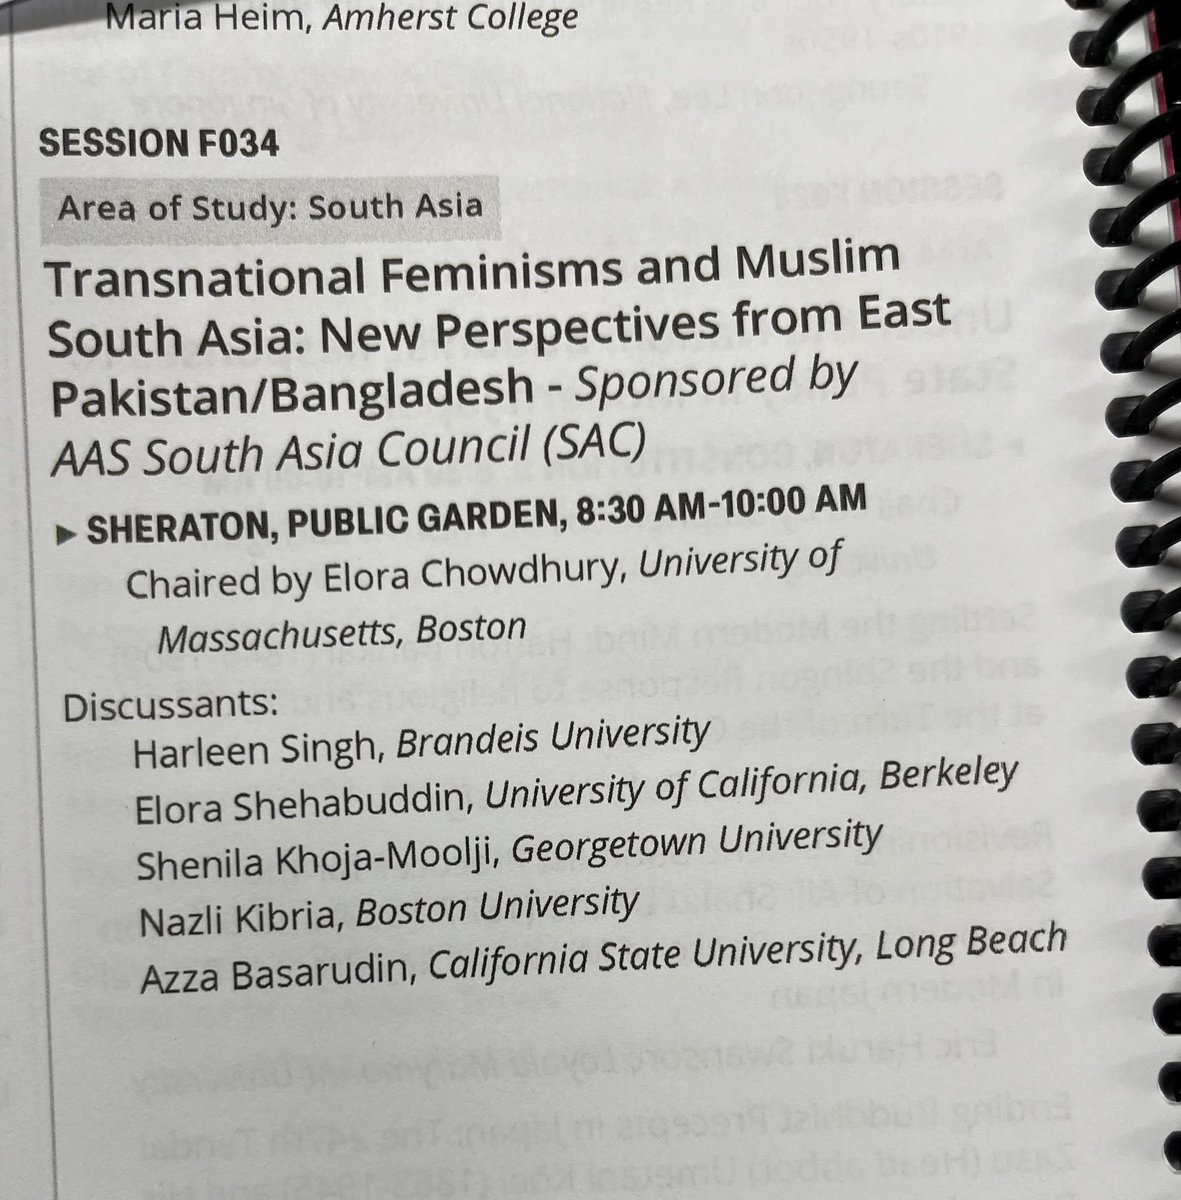 Maria Heim, Amherst College
SESSION F034
Area of Study: South Asia
Transnational Feminisms and Muslim
South Asia: New Perspectives from East
Pakistan/Bangladesh - Sponsored by
AAS South Asia Council (SAC)
▶ SHERATON, PUBLIC GARDEN, 8:30 AM-10:00 AM
Chaired by Elora Chowdhury, University of
Massachusetts, Boston
Discussants:
Harleen Singh, Brandeis University
Elora Shehabuddin, University of California, Berkeley
Shenila Khoja-Moolji, Georgetown University
Nazli Kibria, Boston University
Azza Basarudin, California State University, Long Beach